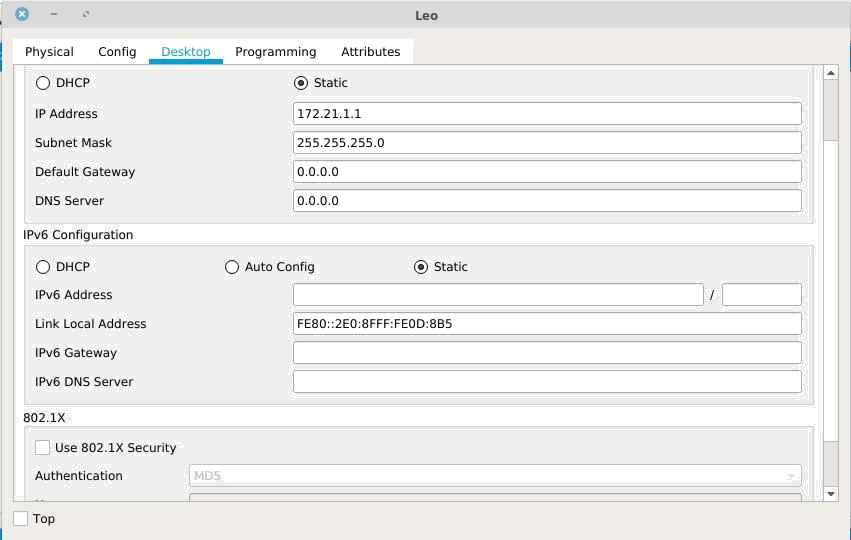 Leo
Physical Config Desktop Programming Attributes
DHCP Static
IP Address 172.21.1.1
Subnet Mask 255.255.255.0
Default Gateway 0.0.0.0
DNS Server 0.0.0.0
IPv6 Configuration
DHCP Auto Config Static
IPv6 Address /
Link Local Address FE80::2E0:8FFF:FE0D:8B5
IPv6 Gateway
IPv6 DNS Server
802.1X
Use 802.1X Security
Authentication MD5
Top